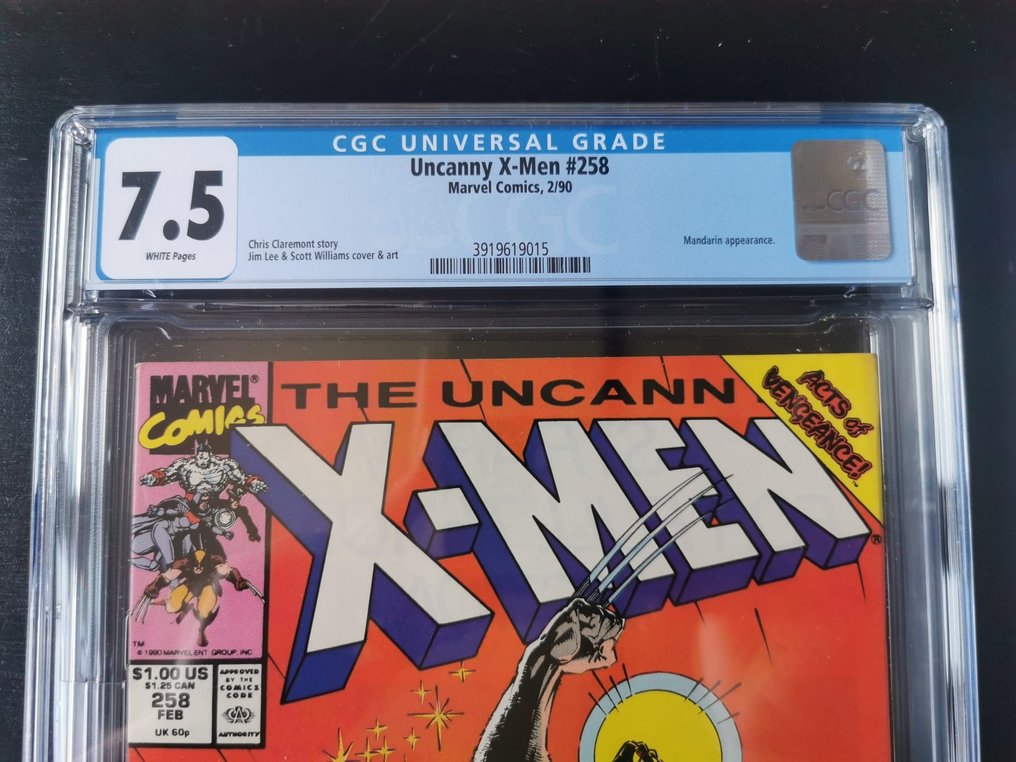 CGC UNIVERSAL GRADE
7.5
WHITE Pages
Uncanny X-Men #258
Marvel Comics, 2/90
Chris Claremont story
Jim Lee & Scott Williams cover & art
3919619015
Mandarin appearance.
CGC
MARVEL®
COMICS
THE UNCANN
X-MEN
®
ACTS of
VENGEANCE!
TM
© 1990 MARVEL ENT GROUP, INC
$1.00 US
$1.25 CAN
258
FEB
UK 60p
APPROVED
BY THE
COMICS
CODE
AUTHORITY